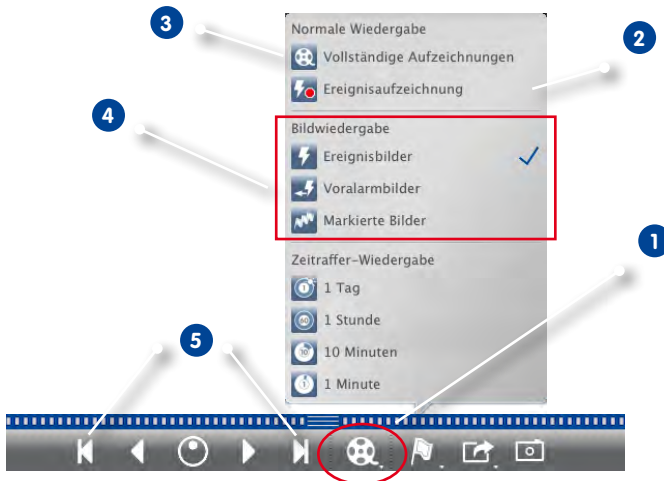 3
2
Normale Wiedergabe
Vollständige Aufzeichnungen
Ereignisaufzeichnung
4
Bildwiedergabe
Ereignisbilder
Voralarmbilder
Markierte Bilder
1
Zeitraffer-Wiedergabe
1 Tag
1 Stunde
10 Minuten
1 Minute
5